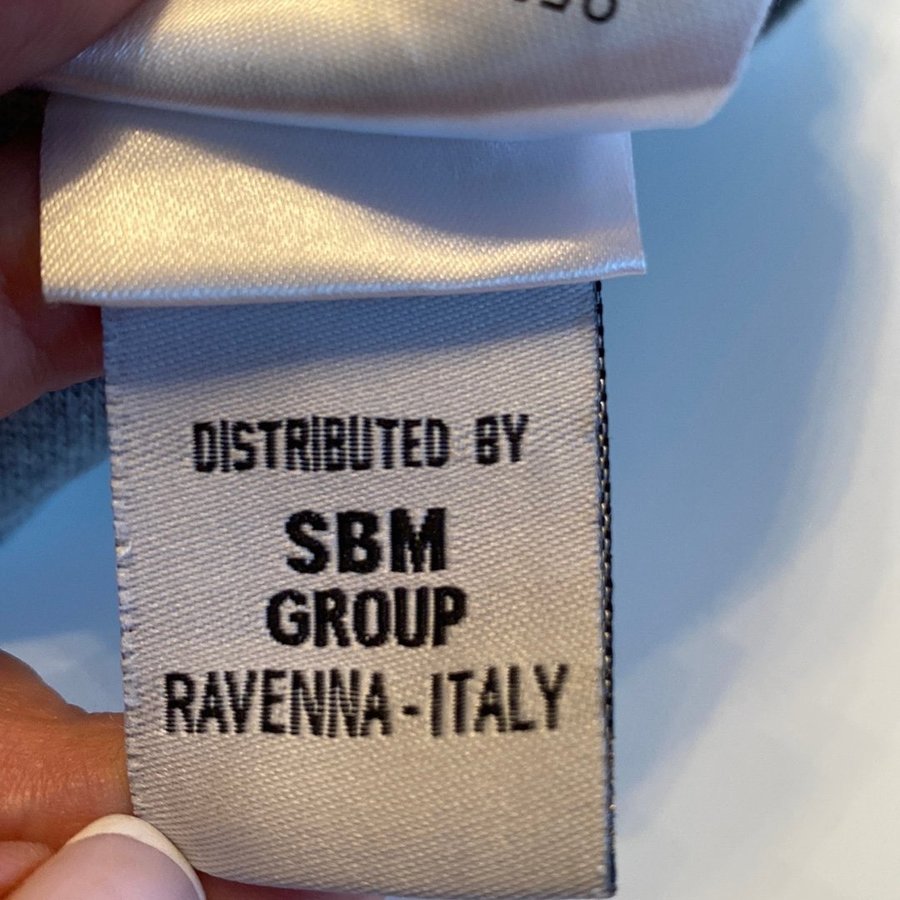 DISTRIBUTED BY
SBM
GROUP
RAVENNA - ITALY